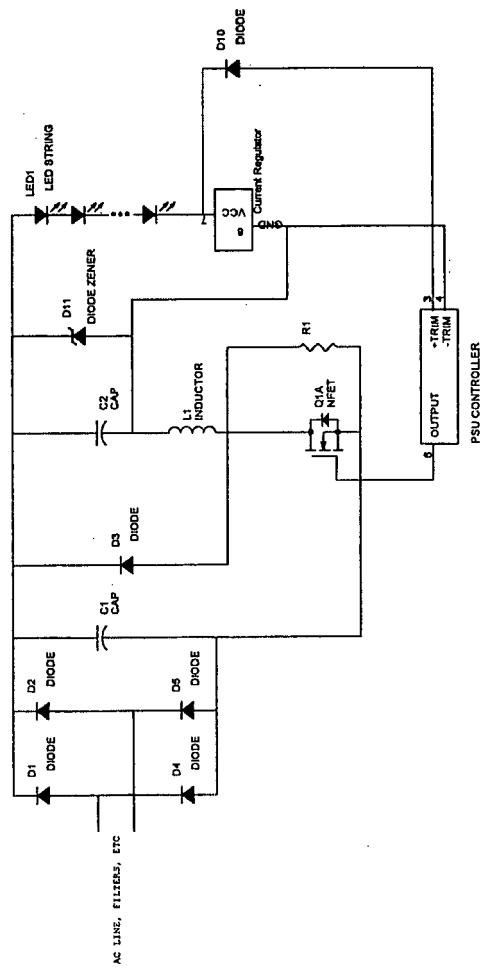 AC LINE, FILTERS, ETC
D1
DIODE
D2
DIODE
D4
DIODE
D5
DIODE
C1
CAP
D3
DIODE
C2
CAP
L1
INDUCTOR
D11
DIODE ZENER
LED1
LED STRING
7
VCC
8
GND
Current Regulator
D10
DIODE
R1
Q1A
NFET
6
OUTPUT
+TRIM
-TRIM
3
4
PSU CONTROLLER